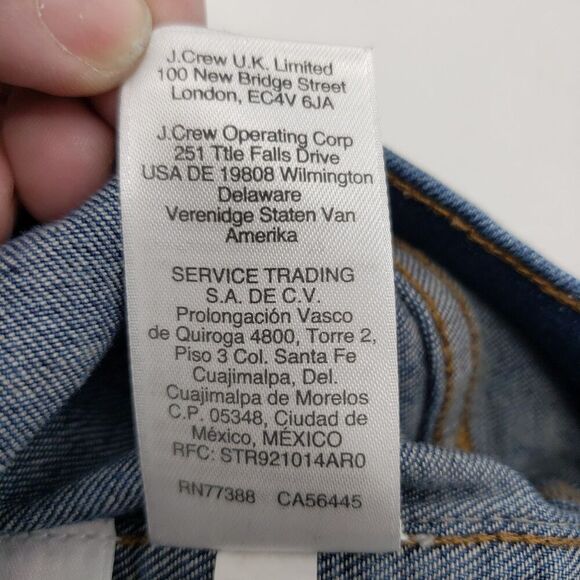 J.Crew U.K. Limited
100 New Bridge Street
London, EC4V 6JA
J.Crew Operating Corp
251 Ttle Falls Drive
USA DE 19808 Wilmington
Delaware
Verenidge Staten Van
Amerika
SERVICE TRADING
S.A. DE C.V.
Prolongación Vasco
de Quiroga 4800, Torre 2,
Piso 3 Col. Santa Fe
Cuajimalpa, Del.
Cuajimalpa de Morelos
C.P. 05348, Ciudad de
México, MÉXICO
RFC: STR921014AR0
RN77388 CA56445